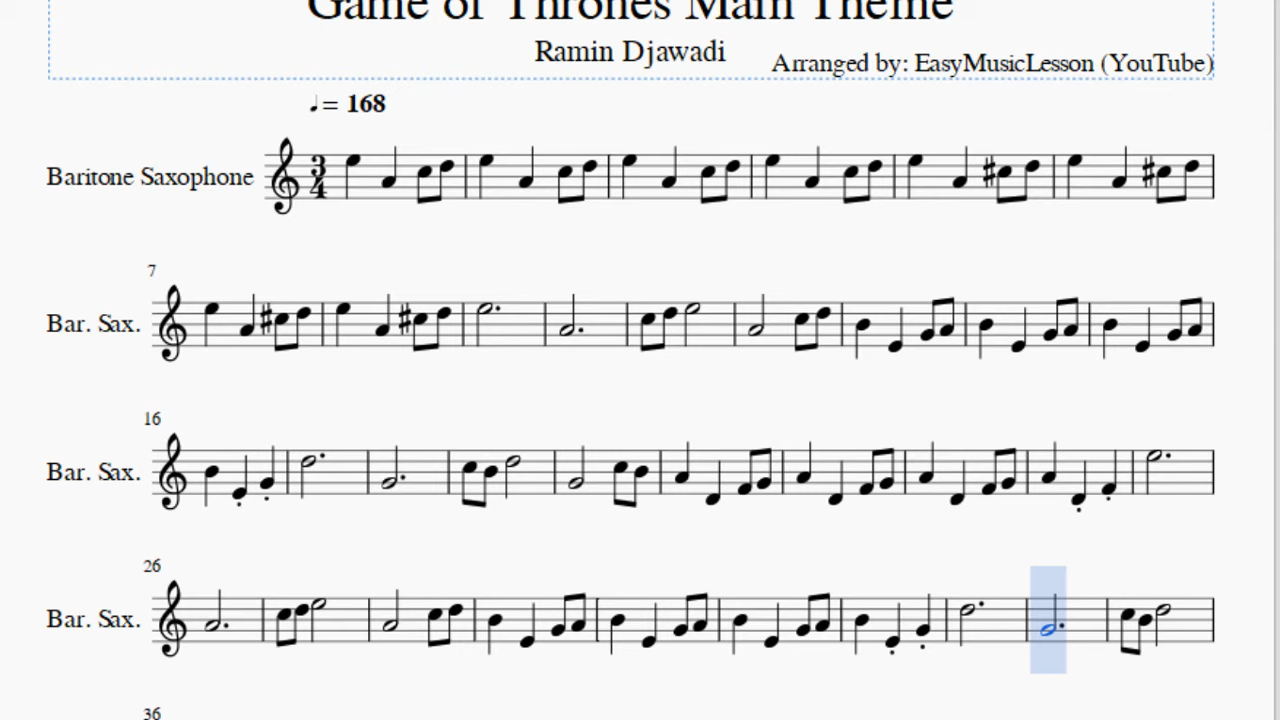 Game of Thrones Main Theme
Ramin Djawadi
Arranged by: EasyMusicLesson (YouTube)
♩= 168
Baritone Saxophone
3
4
7
Bar. Sax.
16
Bar. Sax.
26
Bar. Sax.
36